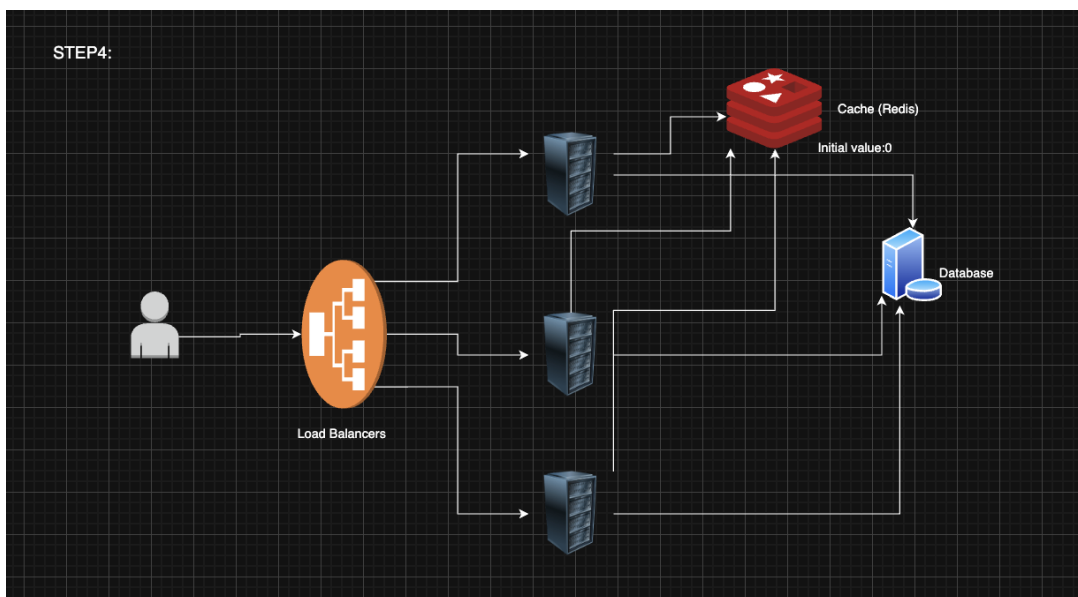 STEP4:
Cache (Redis)
Initial value:0
Database
Load Balancers